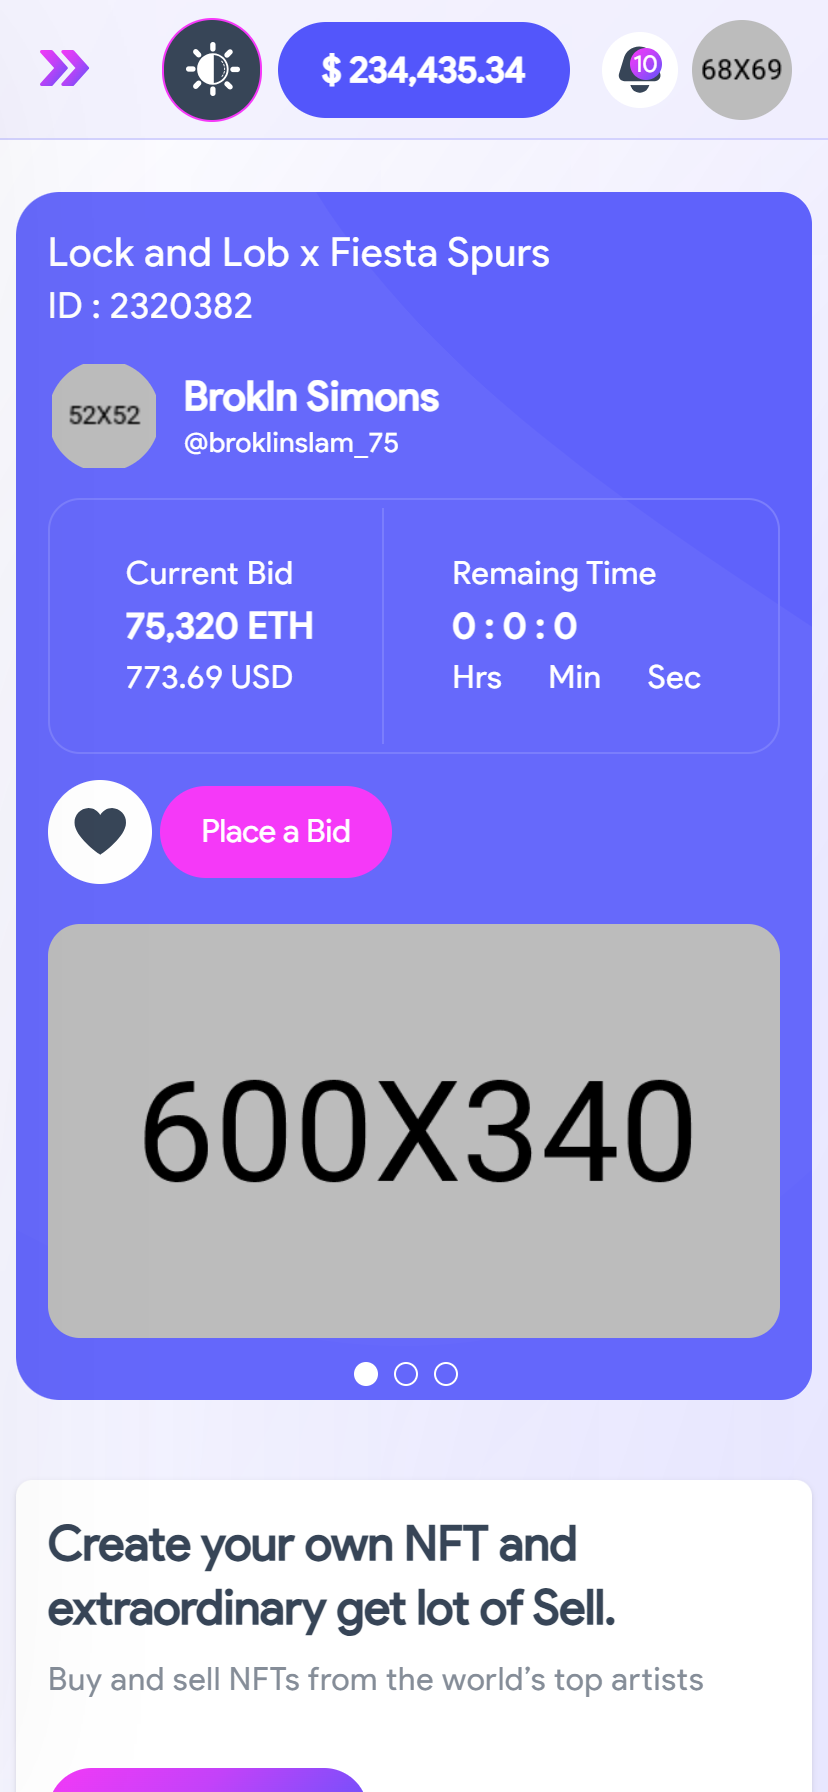 $ 234,435.34
10
68X69
Lock and Lob x Fiesta Spurs
ID : 2320382
52X52
Brokln Simons
@broklinslam_75
Current Bid
75,320 ETH
773.69 USD
Remaing Time
0 : 0 : 0
Hrs Min Sec
Place a Bid
600X340
Create your own NFT and
extraordinary get lot of Sell.
Buy and sell NFTs from the world’s top artists